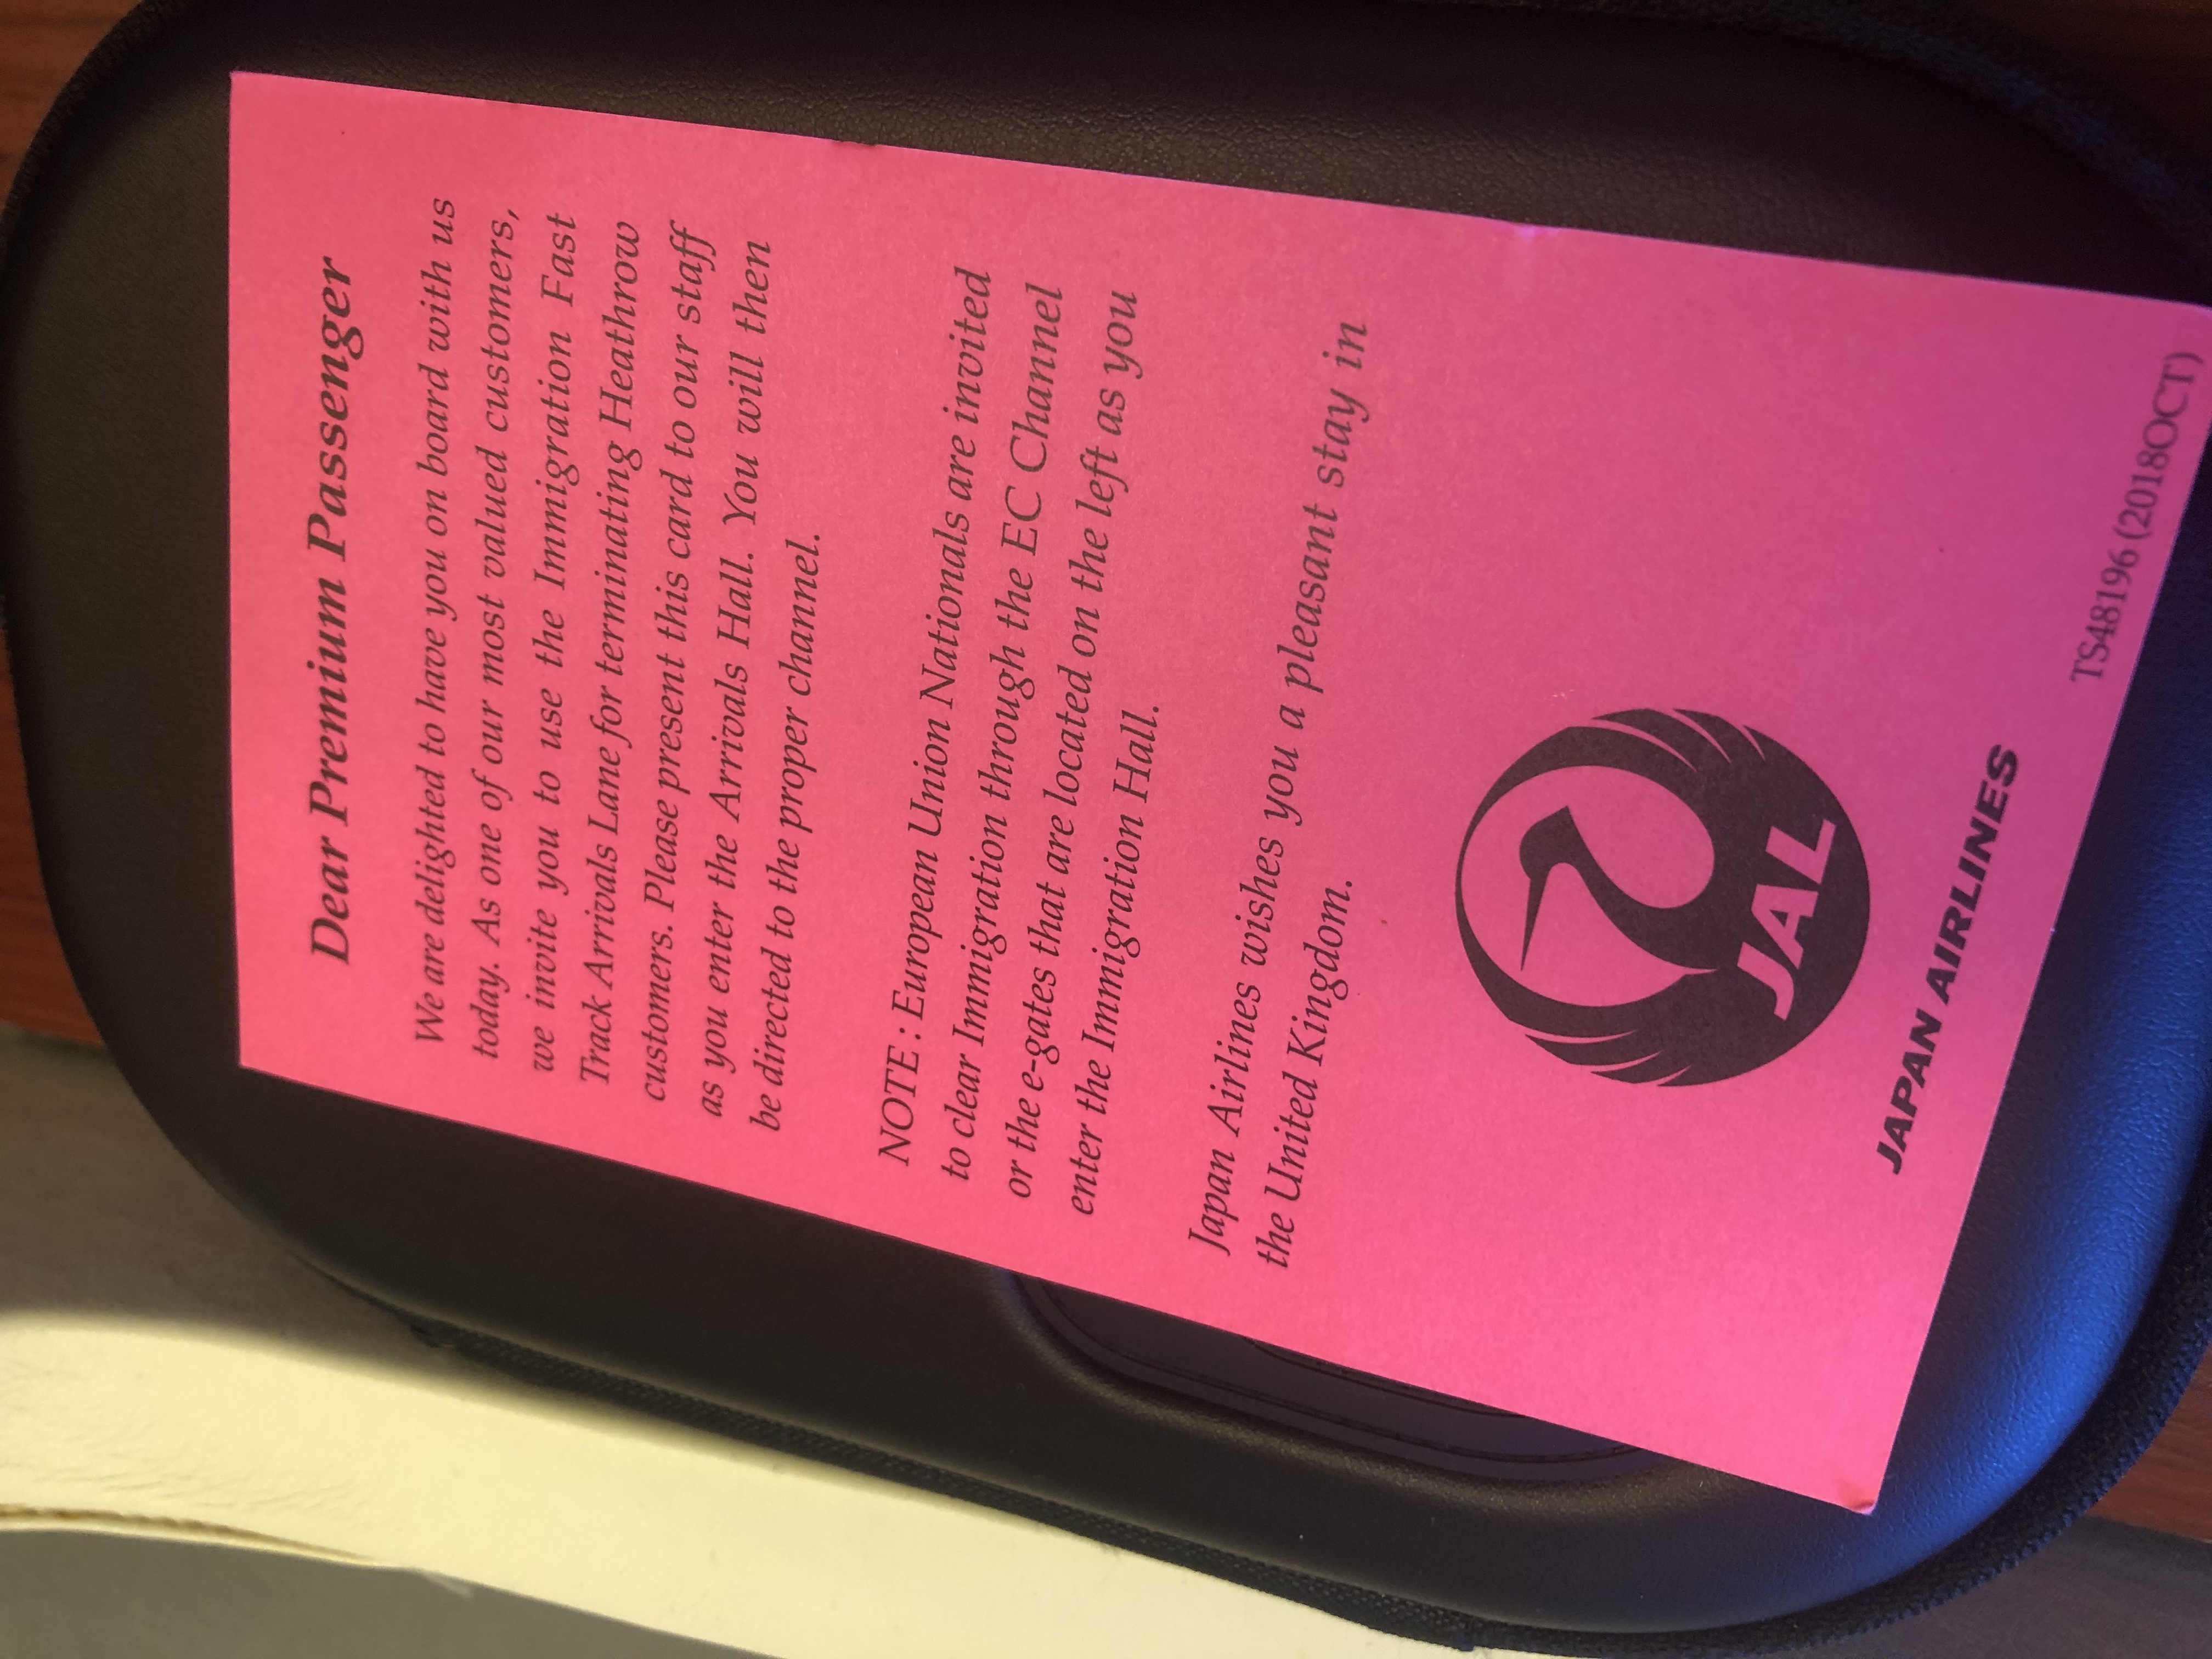 Dear Premium Passenger
We are delighted to have you on board with us
today. As one of our most valued customers,
we invite you to use the Immigration Fast
Track Arrivals Lane for terminating Heathrow
customers. Please present this card to our staff
as you enter the Arrivals Hall. You will then
be directed to the proper channel.
NOTE : European Union Nationals are invited
to clear Immigration through the EC Channel
or the e-gates that are located on the left as you
enter the Immigration Hall.
Japan Airlines wishes you a pleasant stay in
the United Kingdom.
JAL
JAPAN AIRLINES
TS48196 (2018OCT)